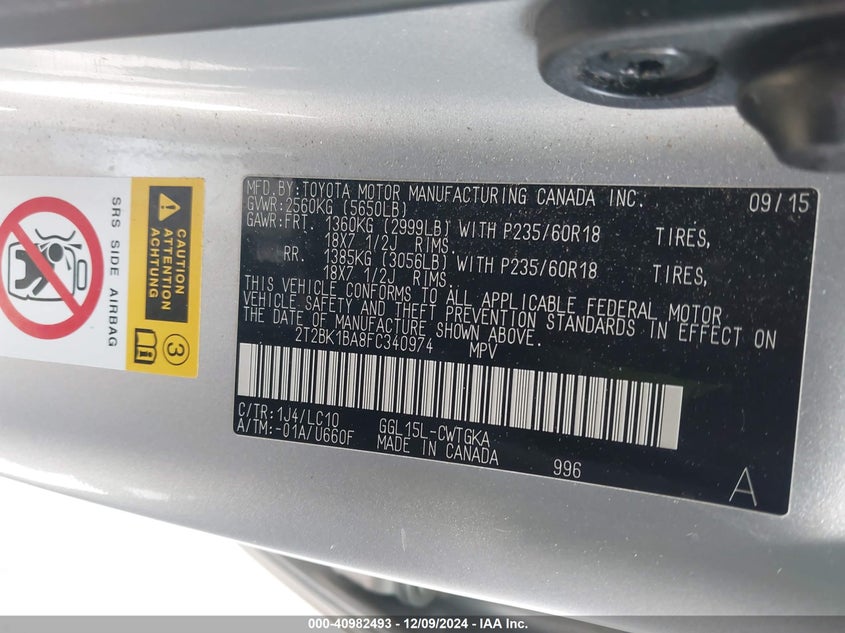 MFD.BY:TOYOTA MOTOR MANUFACTURING CANADA INC. 09/15
GVWR:2560KG (5650LB)
GAWR:FRT. 1360KG (2999LB) WITH P235/60R18 TIRES,
18X7 1/2J RIMS.
RR. 1385KG (3056LB) WITH P235/60R18 TIRES,
18X7 1/2J RIMS.
THIS VEHICLE CONFORMS TO ALL APPLICABLE FEDERAL MOTOR
VEHICLE SAFETY AND THEFT PREVENTION STANDARDS IN EFFECT ON
THE DATE OF MANUFACTURE SHOWN ABOVE.
2T2BK1BA8FC340974 MPV
C/TR:1J4/LC10 GGL15L-CWTGKA
A/TM:-01A/U660F MADE IN CANADA 996
A
SRS SIDE AIRBAG
CAUTION
ATTENTION
ACHTUNG
3
000-40982493 - 12/09/2024 - IAAI.COM